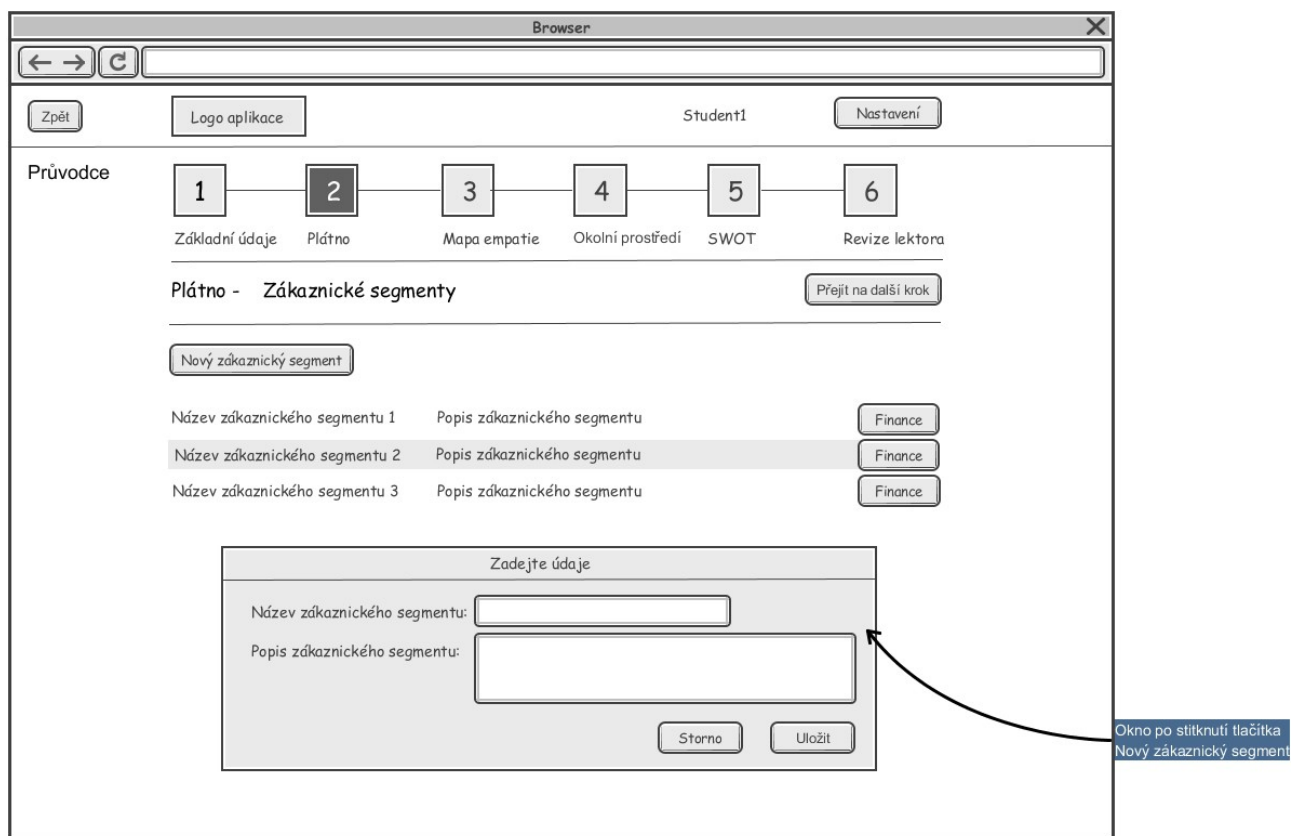 Browser
Zpět
Logo aplikace
Student1
Nastavení
Průvodce
1
2
3
4
5
6
Základní údaje
Plátno
Mapa empatie
Okolní prostředí
SWOT
Revize lektora
Plátno - Zákaznické segmenty
Přejít na další krok
Nový zákaznický segment
Název zákaznického segmentu 1 Popis zákaznického segmentu Finance
Název zákaznického segmentu 2 Popis zákaznického segmentu Finance
Název zákaznického segmentu 3 Popis zákaznického segmentu Finance
Zadejte údaje
Název zákaznického segmentu:
Popis zákaznického segmentu:
Storno
Uložit
Okno po stitknutí tlačítka
Nový zákaznický segment